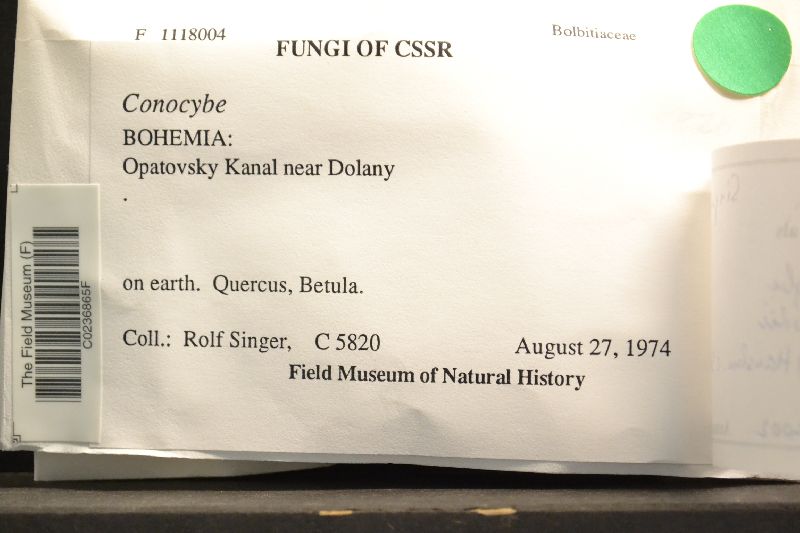 F 1118004
Bolbitiaceae
FUNGI OF CSSR
Conocybe
BOHEMIA:
Opatovsky Kanal near Dolany
.
on earth. Quercus, Betula.
Coll.: Rolf Singer, C 5820 August 27, 1974
Field Museum of Natural History
The Field Museum (F)
C0236865F